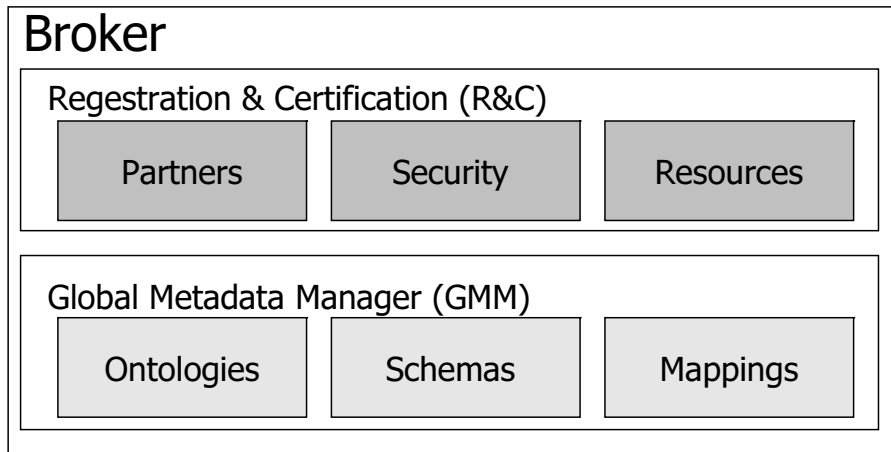 Broker
Regestration & Certification (R&C)
Partners Security Resources
Global Metadata Manager (GMM)
Ontologies Schemas Mappings